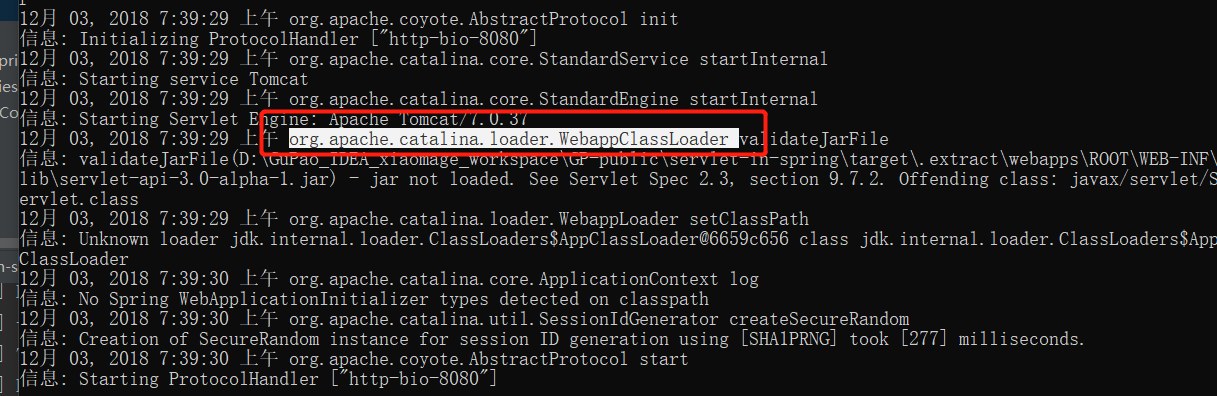 12月 03, 2018 7:39:29 上午 org.apache.coyote.AbstractProtocol init
信息: Initializing ProtocolHandler ["http-bio-8080"]
12月 03, 2018 7:39:29 上午 org.apache.catalina.core.StandardService startInternal
信息: Starting service Tomcat
12月 03, 2018 7:39:29 上午 org.apache.catalina.core.StandardEngine startInternal
信息: Starting Servlet Engine: Apache Tomcat/7.0.37
12月 03, 2018 7:39:29 上午 org.apache.catalina.loader.WebappClassLoader validateJarFile
信息: validateJarFile(D:\GuPao_IDEA_xiaomage_workspace\GP-public\servlet-in-spring\target\.extract\webapps\ROOT\WEB-INF\
lib\servlet-api-3.0-alpha-1.jar) - jar not loaded. See Servlet Spec 2.3, section 9.7.2. Offending class: javax/servlet/S
ervlet.class
12月 03, 2018 7:39:29 上午 org.apache.catalina.loader.WebappLoader setClassPath
信息: Unknown loader jdk.internal.loader.ClassLoaders$AppClassLoader@6659c656 class jdk.internal.loader.ClassLoaders$App
ClassLoader
12月 03, 2018 7:39:30 上午 org.apache.catalina.core.ApplicationContext log
信息: No Spring WebApplicationInitializer types detected on classpath
12月 03, 2018 7:39:30 上午 org.apache.catalina.util.SessionIdGenerator createSecureRandom
信息: Creation of SecureRandom instance for session ID generation using [SHA1PRNG] took [277] milliseconds.
12月 03, 2018 7:39:30 上午 org.apache.coyote.AbstractProtocol start
信息: Starting ProtocolHandler ["http-bio-8080"]